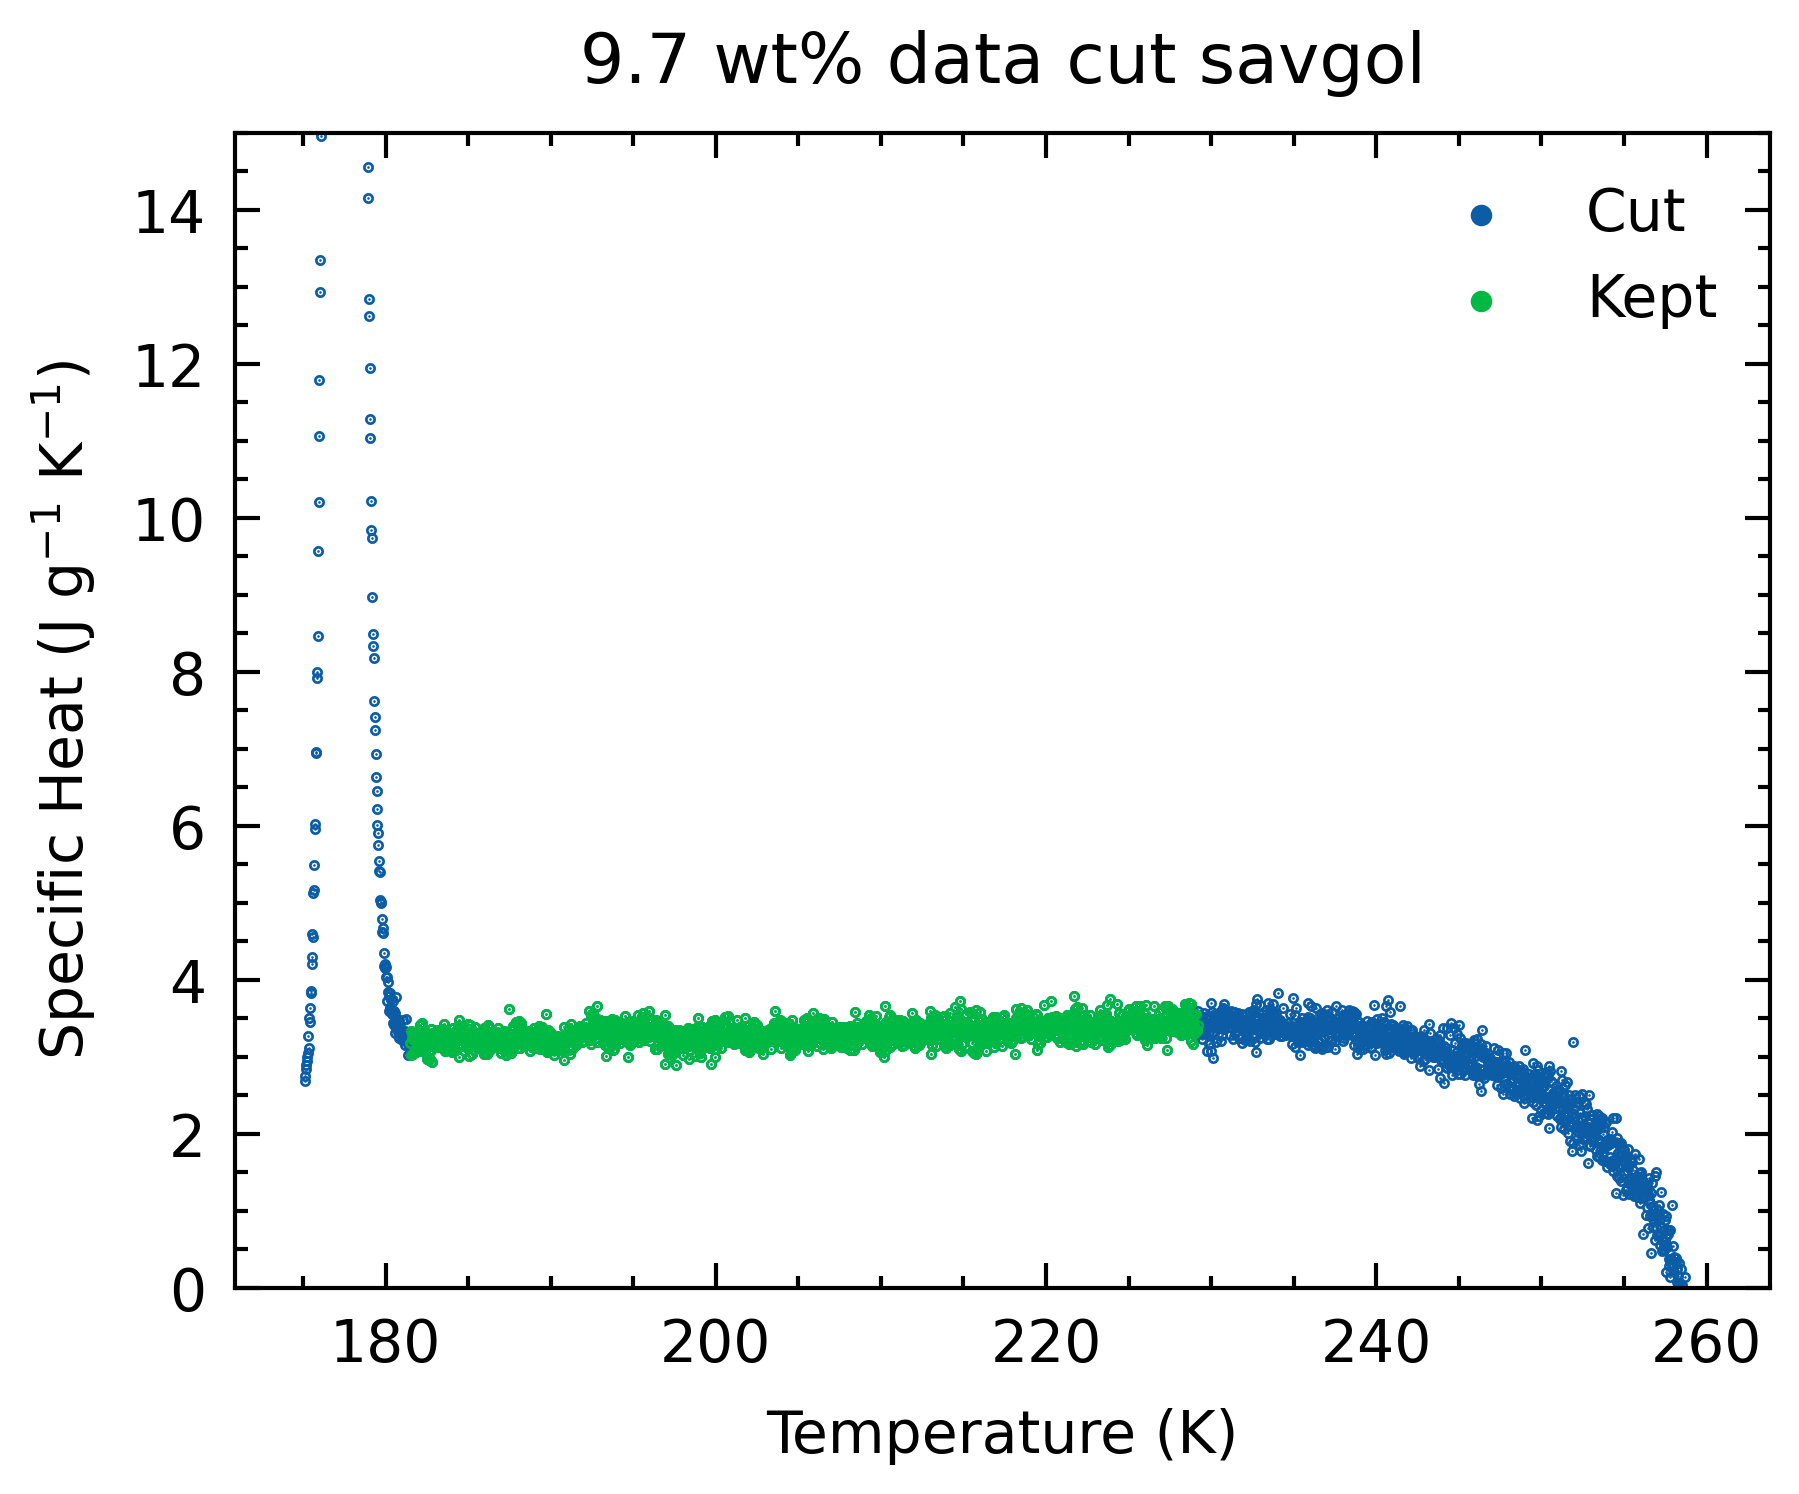 9.7 wt% data cut savgol
Cut
Kept
14
12
10
8
6
4
2
0
Specific Heat (J g⁻¹ K⁻¹)
180 200 220 240 260
Temperature (K)